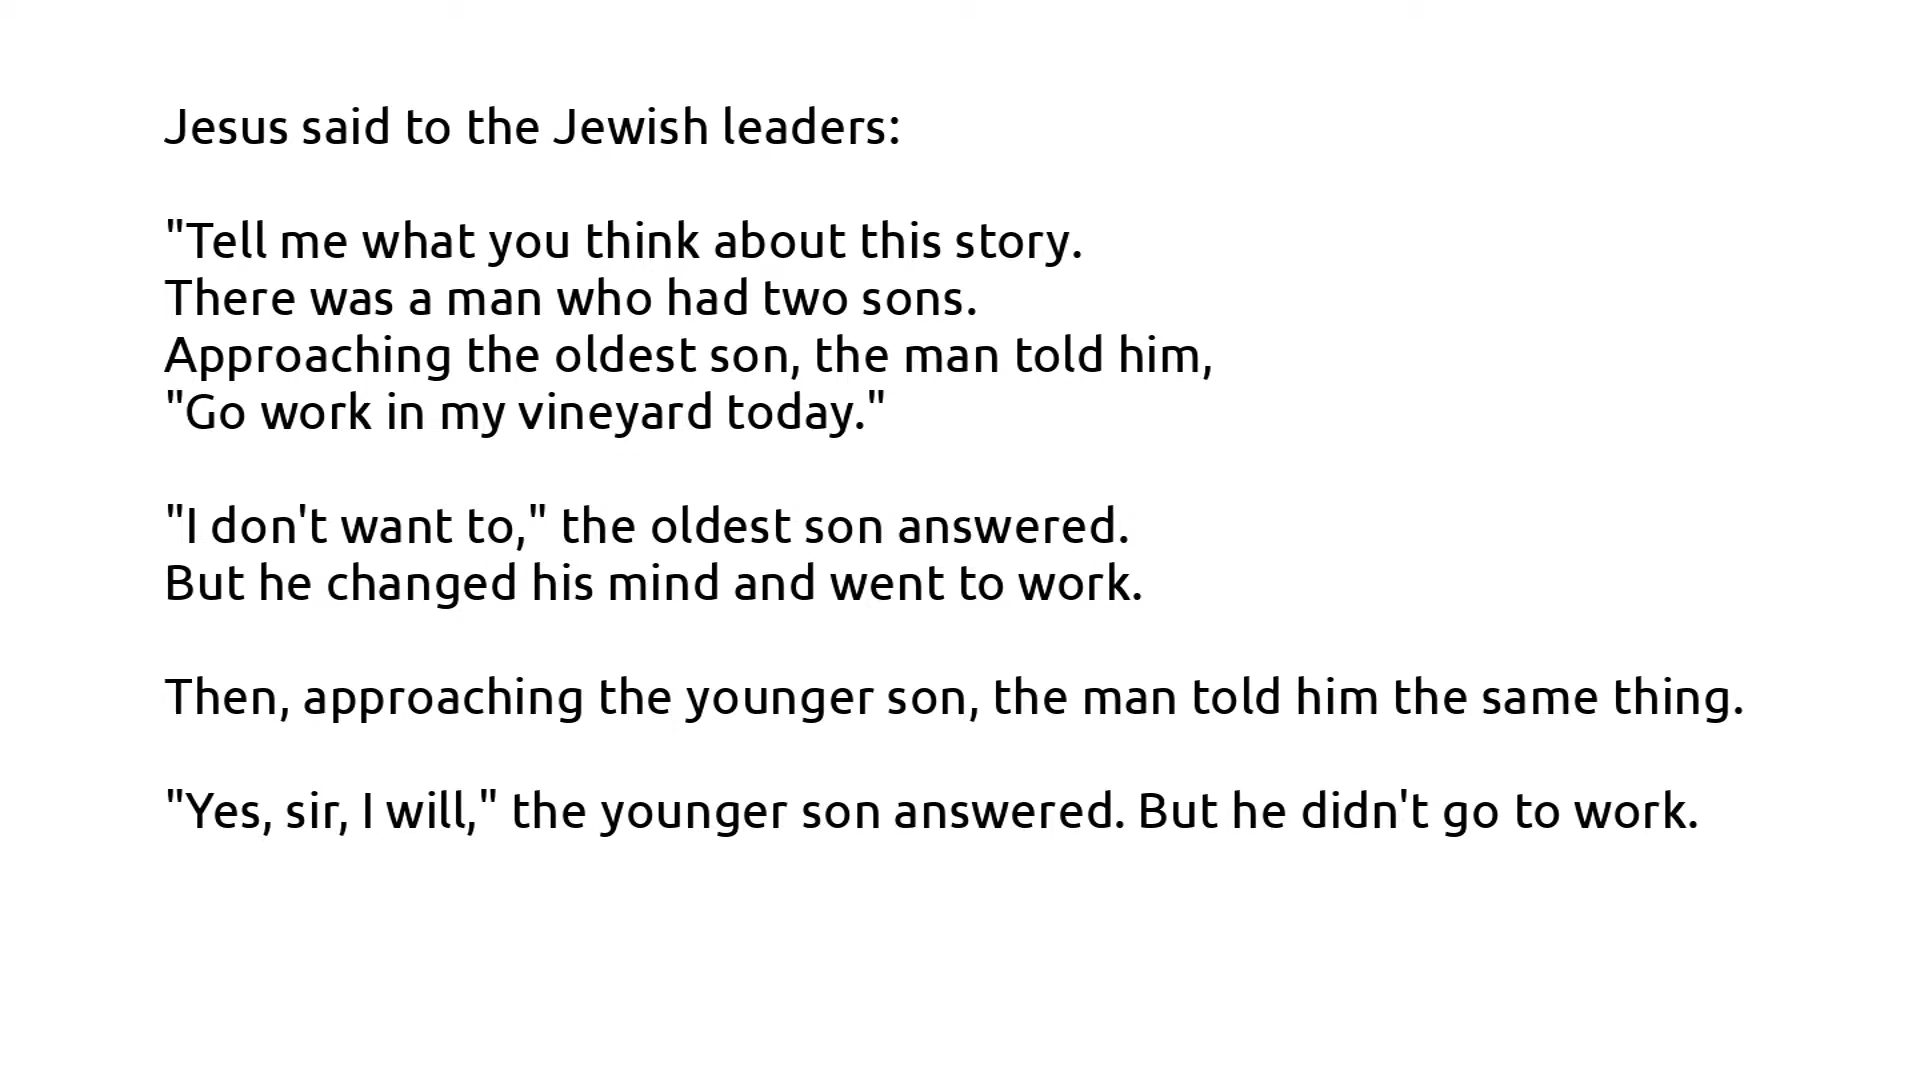 Jesus said to the Jewish leaders:
"Tell me what you think about this story.
There was a man who had two sons.
Approaching the oldest son, the man told him,
"Go work in my vineyard today."
"I don't want to," the oldest son answered.
But he changed his mind and went to work.
Then, approaching the younger son, the man told him the same thing.
"Yes, sir, I will," the younger son answered. But he didn't go to work.